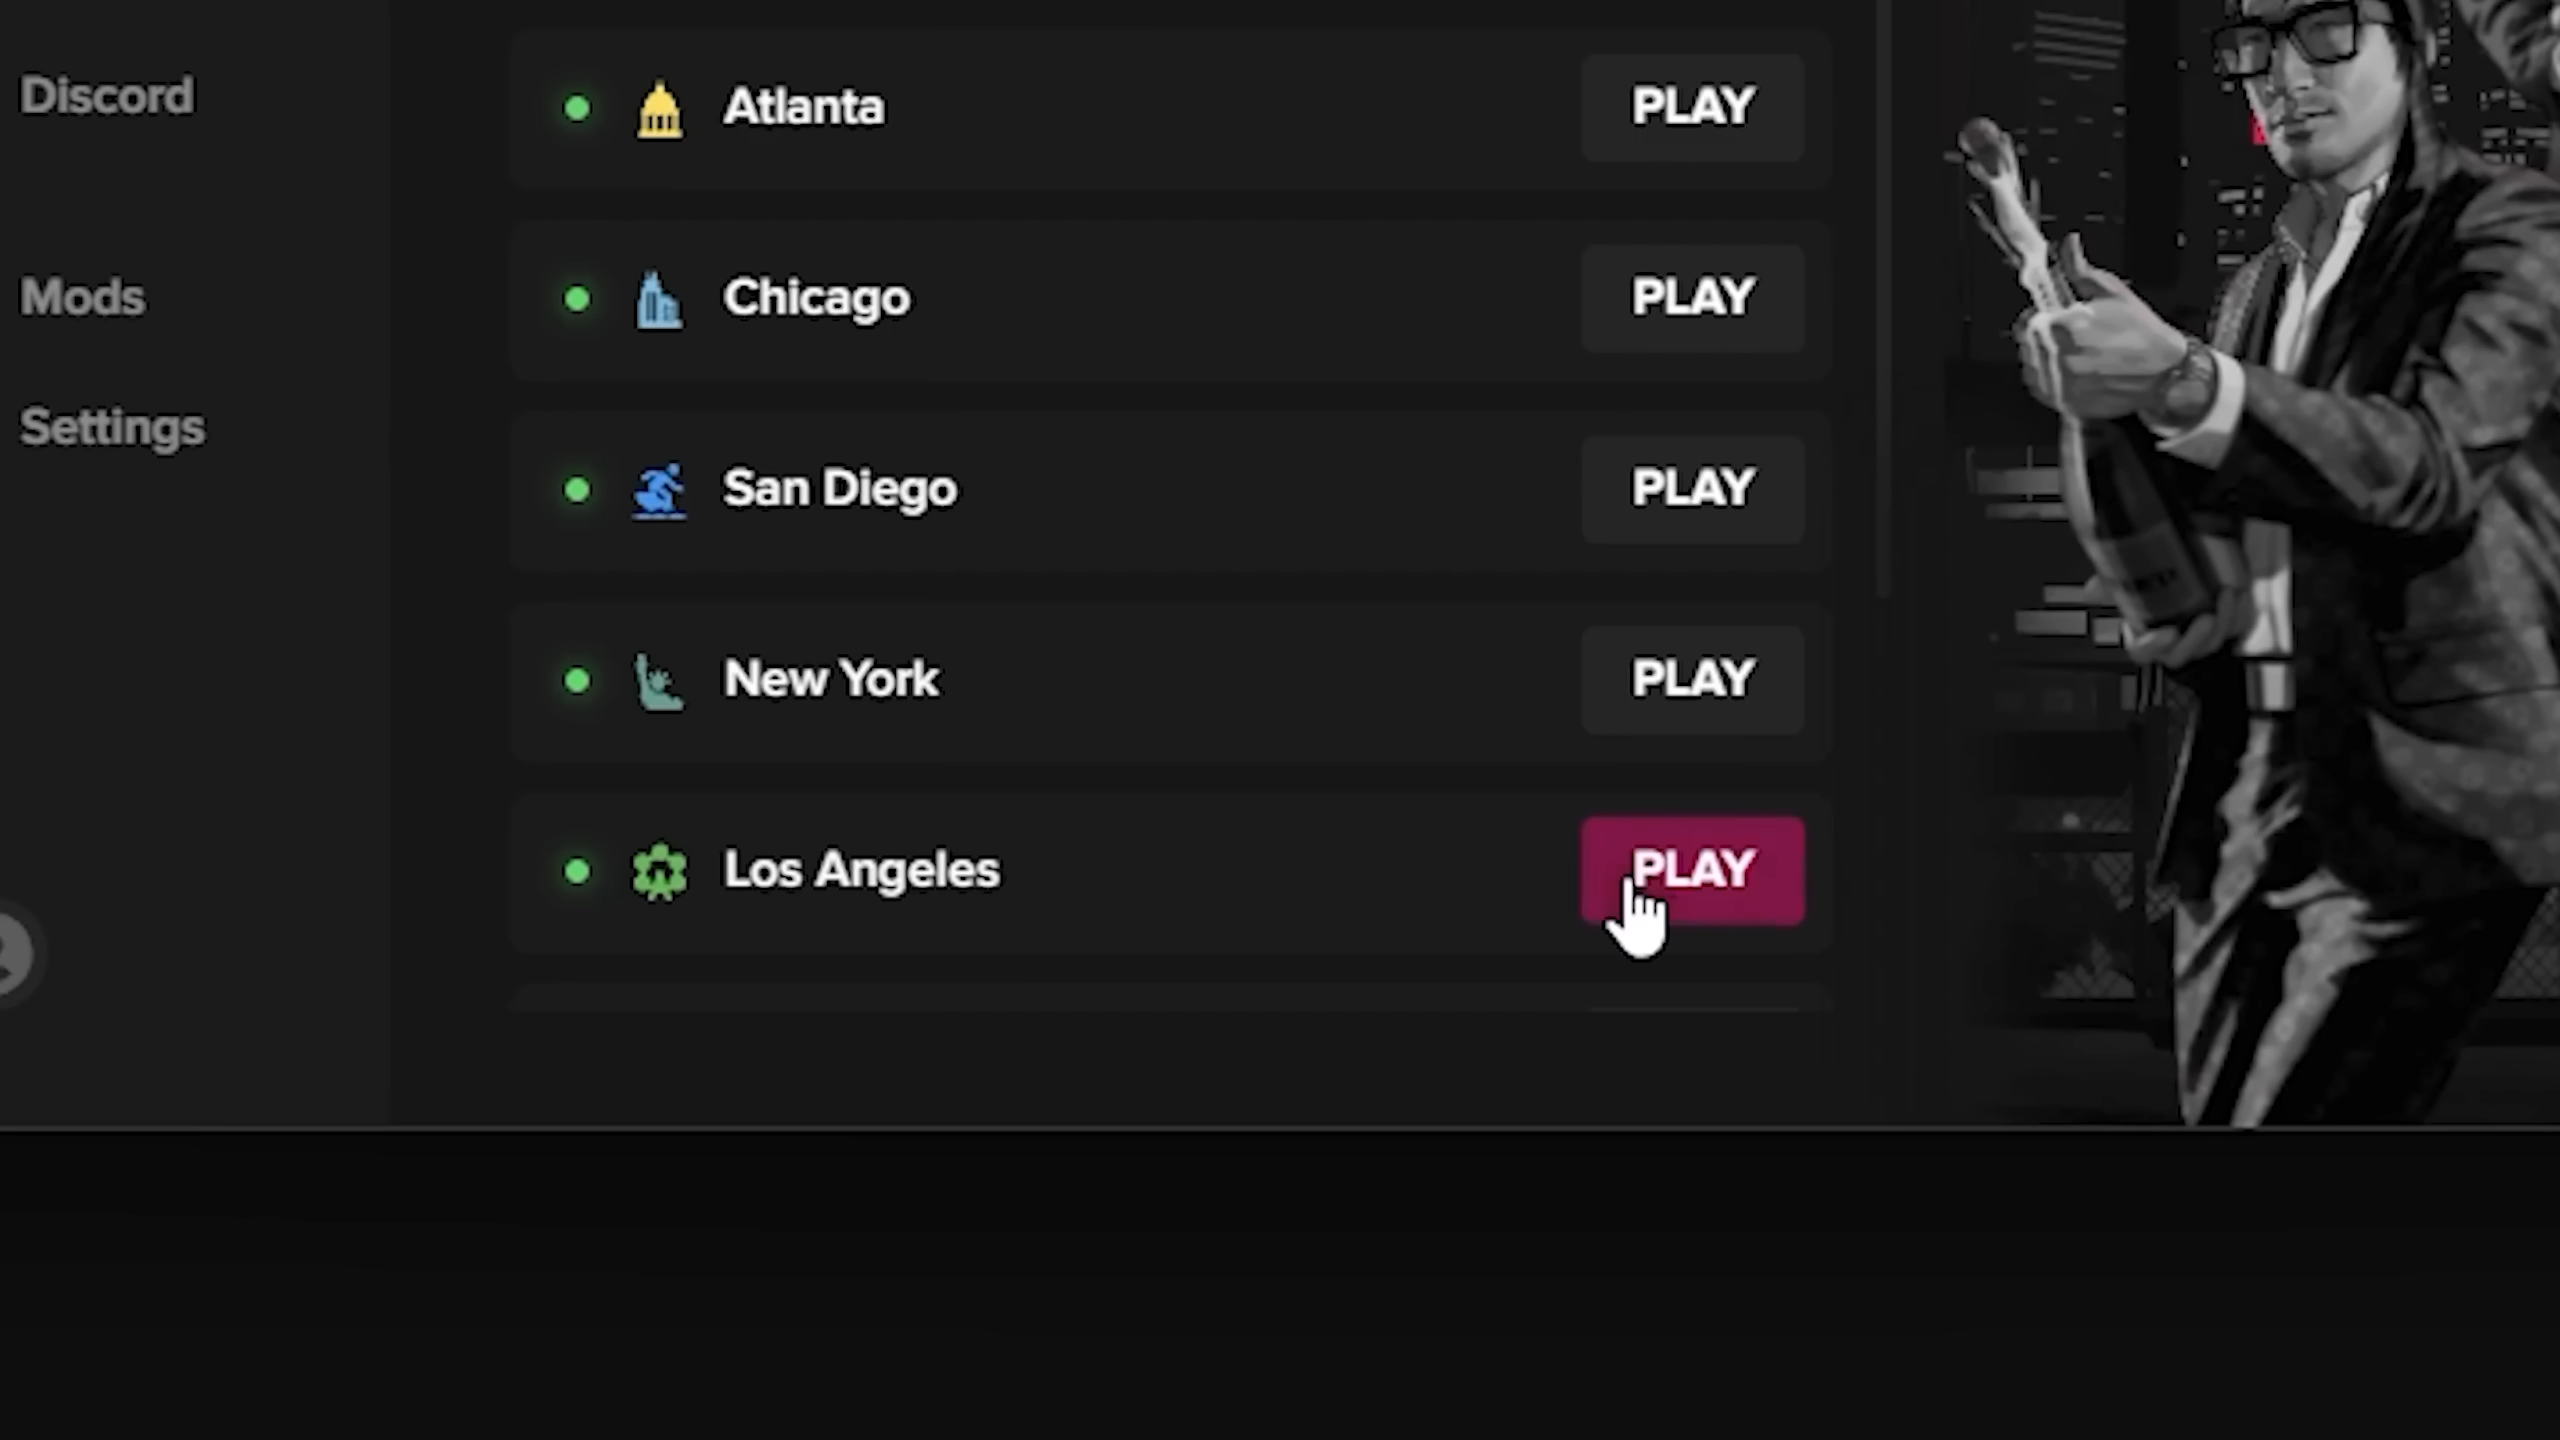 Discord
Mods
Settings
Atlanta PLAY
Chicago PLAY
San Diego PLAY
New York PLAY
Los Angeles PLAY